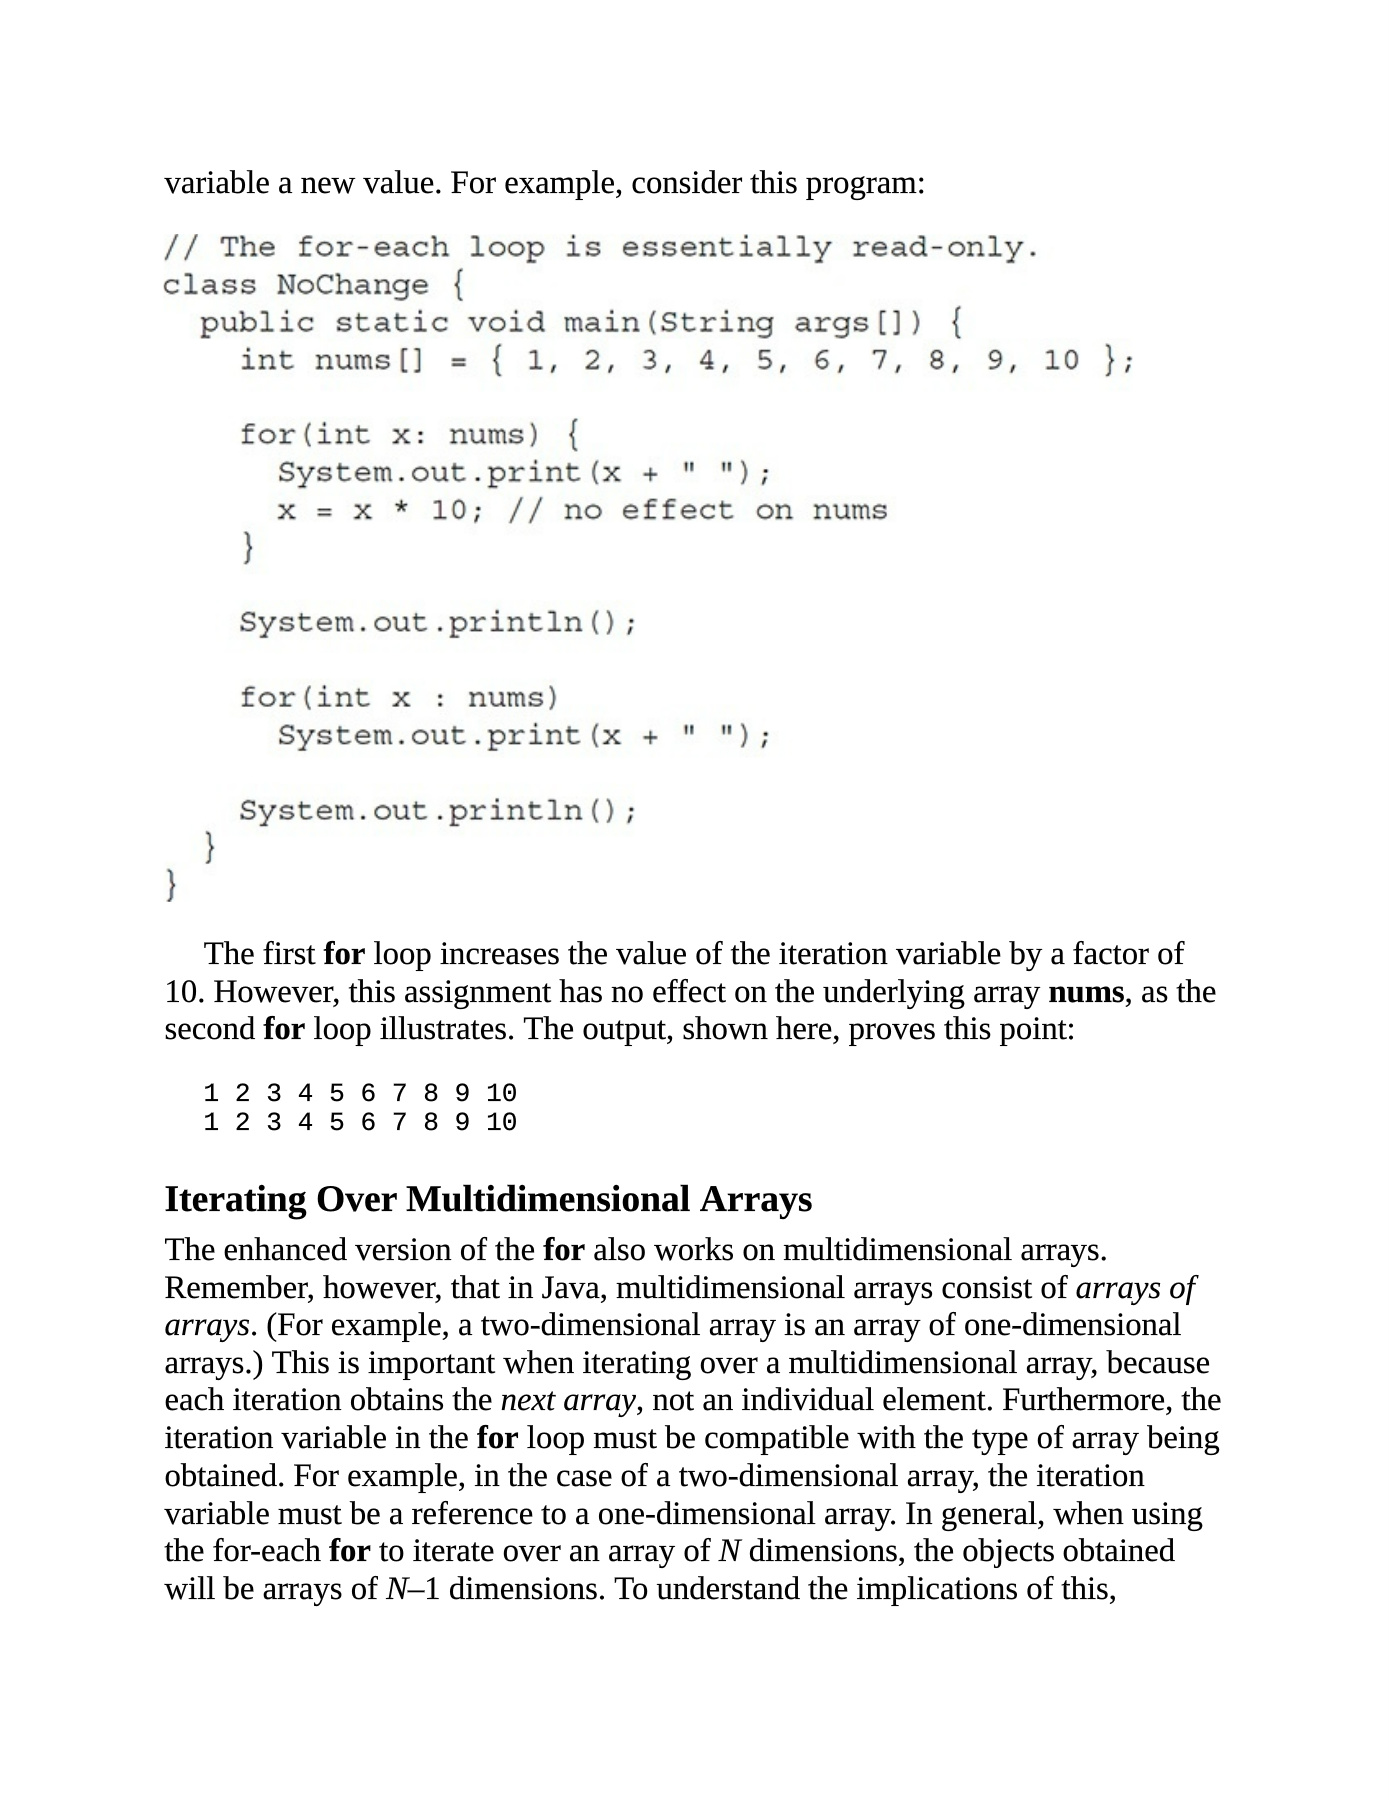 variable a new value. For example, consider this program:
// The for-each loop is essentially read-only.
class NoChange {
  public static void main(String args[]) {
    int nums[] = { 1, 2, 3, 4, 5, 6, 7, 8, 9, 10 };
    for(int x: nums) {
      System.out.print(x + " ");
      x = x * 10; // no effect on nums
    }
    System.out.println();
    for(int x : nums)
      System.out.print(x + " ");
    System.out.println();
  }
}
The first for loop increases the value of the iteration variable by a factor of
10. However, this assignment has no effect on the underlying array nums, as the
second for loop illustrates. The output, shown here, proves this point:
1 2 3 4 5 6 7 8 9 10
1 2 3 4 5 6 7 8 9 10
Iterating Over Multidimensional Arrays
The enhanced version of the for also works on multidimensional arrays.
Remember, however, that in Java, multidimensional arrays consist of arrays of
arrays. (For example, a two-dimensional array is an array of one-dimensional
arrays.) This is important when iterating over a multidimensional array, because
each iteration obtains the next array, not an individual element. Furthermore, the
iteration variable in the for loop must be compatible with the type of array being
obtained. For example, in the case of a two-dimensional array, the iteration
variable must be a reference to a one-dimensional array. In general, when using
the for-each for to iterate over an array of N dimensions, the objects obtained
will be arrays of N–1 dimensions. To understand the implications of this,